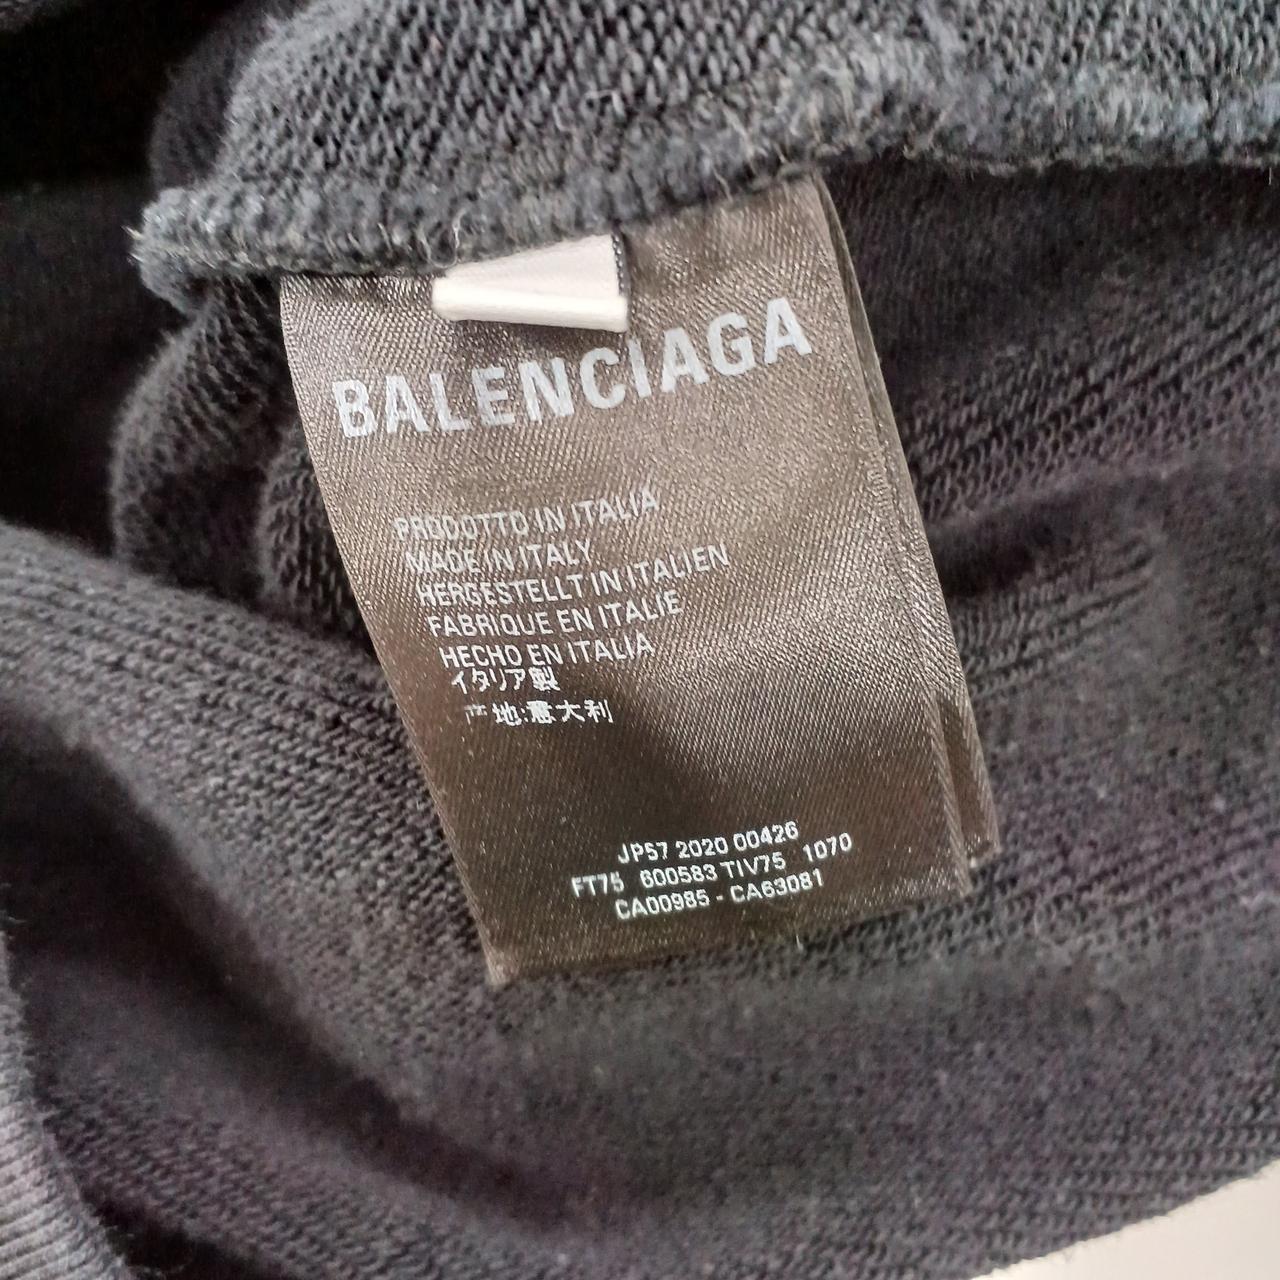 BALENCIAGA
PRODOTTO IN ITALIA
MADE IN ITALY
HERGESTELLT IN ITALIEN
FABRIQUE EN ITALIE
HECHO EN ITALIA
イタリア製
产地:意大利
JP57 2020 00426
FT75 600583 TIV75 1070
CA00985 - CA63081